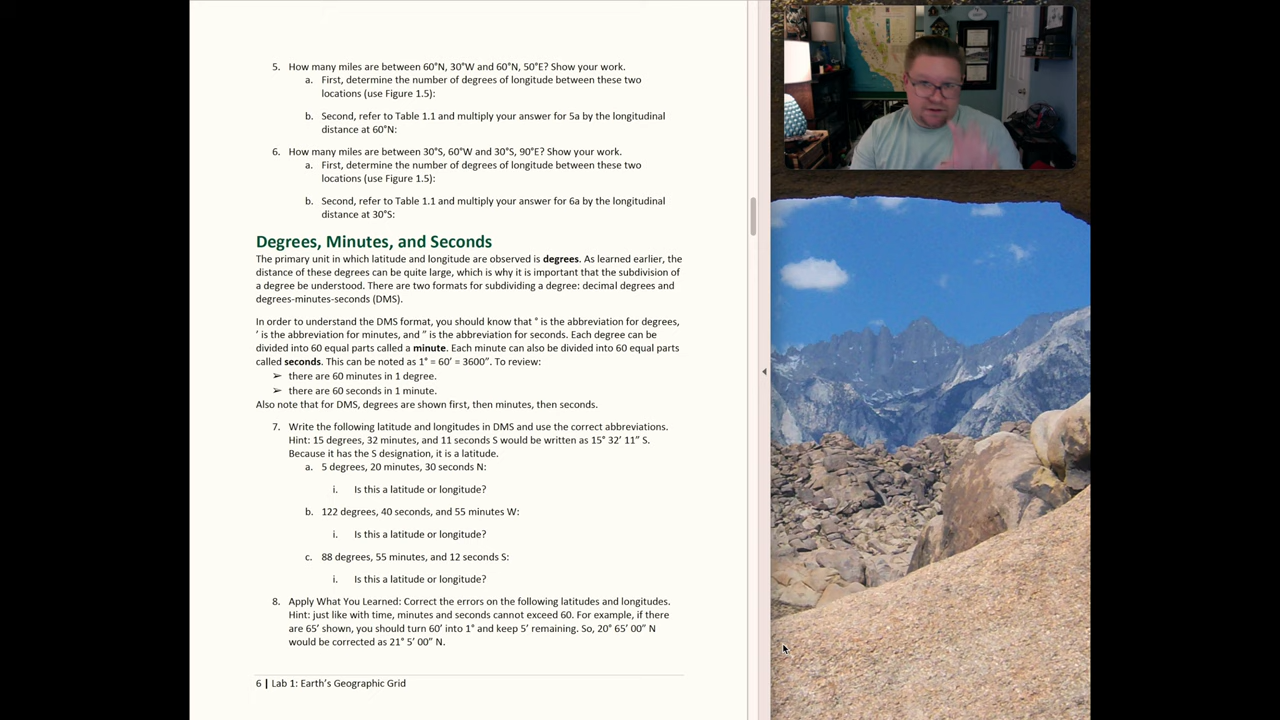 5. How many miles are between 60°N, 30°W and 60°N, 50°E? Show your work.
a. First, determine the number of degrees of longitude between these two
locations (use Figure 1.5):
b. Second, refer to Table 1.1 and multiply your answer for 5a by the longitudinal
distance at 60°N:
6. How many miles are between 30°S, 60°W and 30°S, 90°E? Show your work.
a. First, determine the number of degrees of longitude between these two
locations (use Figure 1.5):
b. Second, refer to Table 1.1 and multiply your answer for 6a by the longitudinal
distance at 30°S:
Degrees, Minutes, and Seconds
The primary unit in which latitude and longitude are observed is degrees. As learned earlier, the
distance of these degrees can be quite large, which is why it is important that the subdivision of
a degree be understood. There are two formats for subdividing a degree: decimal degrees and
degrees-minutes-seconds (DMS).
In order to understand the DMS format, you should know that ° is the abbreviation for degrees,
′ is the abbreviation for minutes, and ″ is the abbreviation for seconds. Each degree can be
divided into 60 equal parts called a minute. Each minute can also be divided into 60 equal parts
called seconds. This can be noted as 1° = 60′ = 3600″. To review:
➢ there are 60 minutes in 1 degree.
➢ there are 60 seconds in 1 minute.
Also note that for DMS, degrees are shown first, then minutes, then seconds.
7. Write the following latitude and longitudes in DMS and use the correct abbreviations.
Hint: 15 degrees, 32 minutes, and 11 seconds S would be written as 15° 32′ 11″ S.
Because it has the S designation, it is a latitude.
a. 5 degrees, 20 minutes, 30 seconds N:
i. Is this a latitude or longitude?
b. 122 degrees, 40 seconds, and 55 minutes W:
i. Is this a latitude or longitude?
c. 88 degrees, 55 minutes, and 12 seconds S:
i. Is this a latitude or longitude?
8. Apply What You Learned: Correct the errors on the following latitudes and longitudes.
Hint: just like with time, minutes and seconds cannot exceed 60. For example, if there
are 65′ shown, you should turn 60′ into 1° and keep 5′ remaining. So, 20° 65′ 00″ N
would be corrected as 21° 5′ 00″ N.
6 | Lab 1: Earth's Geographic Grid